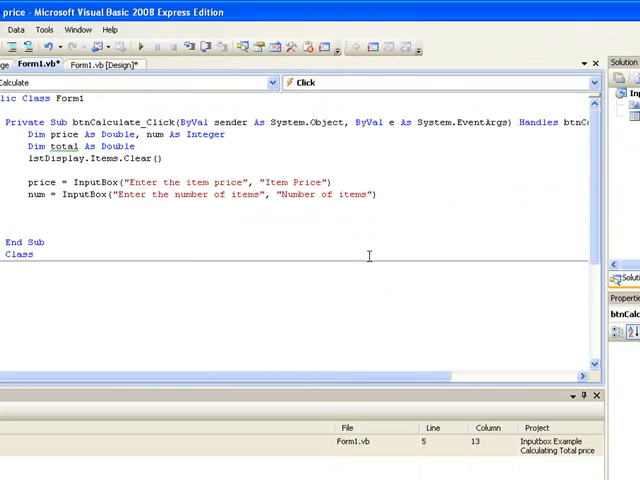 price - Microsoft Visual Basic 2008 Express Edition
Data Tools Window Help
Form1.vb* Form1.vb [Design]*
Solution
Calculate Click
Class Form1
Private Sub btnCalculate_Click(ByVal sender As System.Object, ByVal e As System.EventArgs) Handles btnC
Dim price As Double, num As Integer
Dim total As Double
lstDisplay.Items.Clear()
price = InputBox("Enter the item price", "Item Price")
num = InputBox("Enter the number of items", "Number of items")
End Sub
Class
Solut
Properti
btnCalc
File Line Column Project
Form1.vb 5 13 Inputbox Example
Calculating Total price